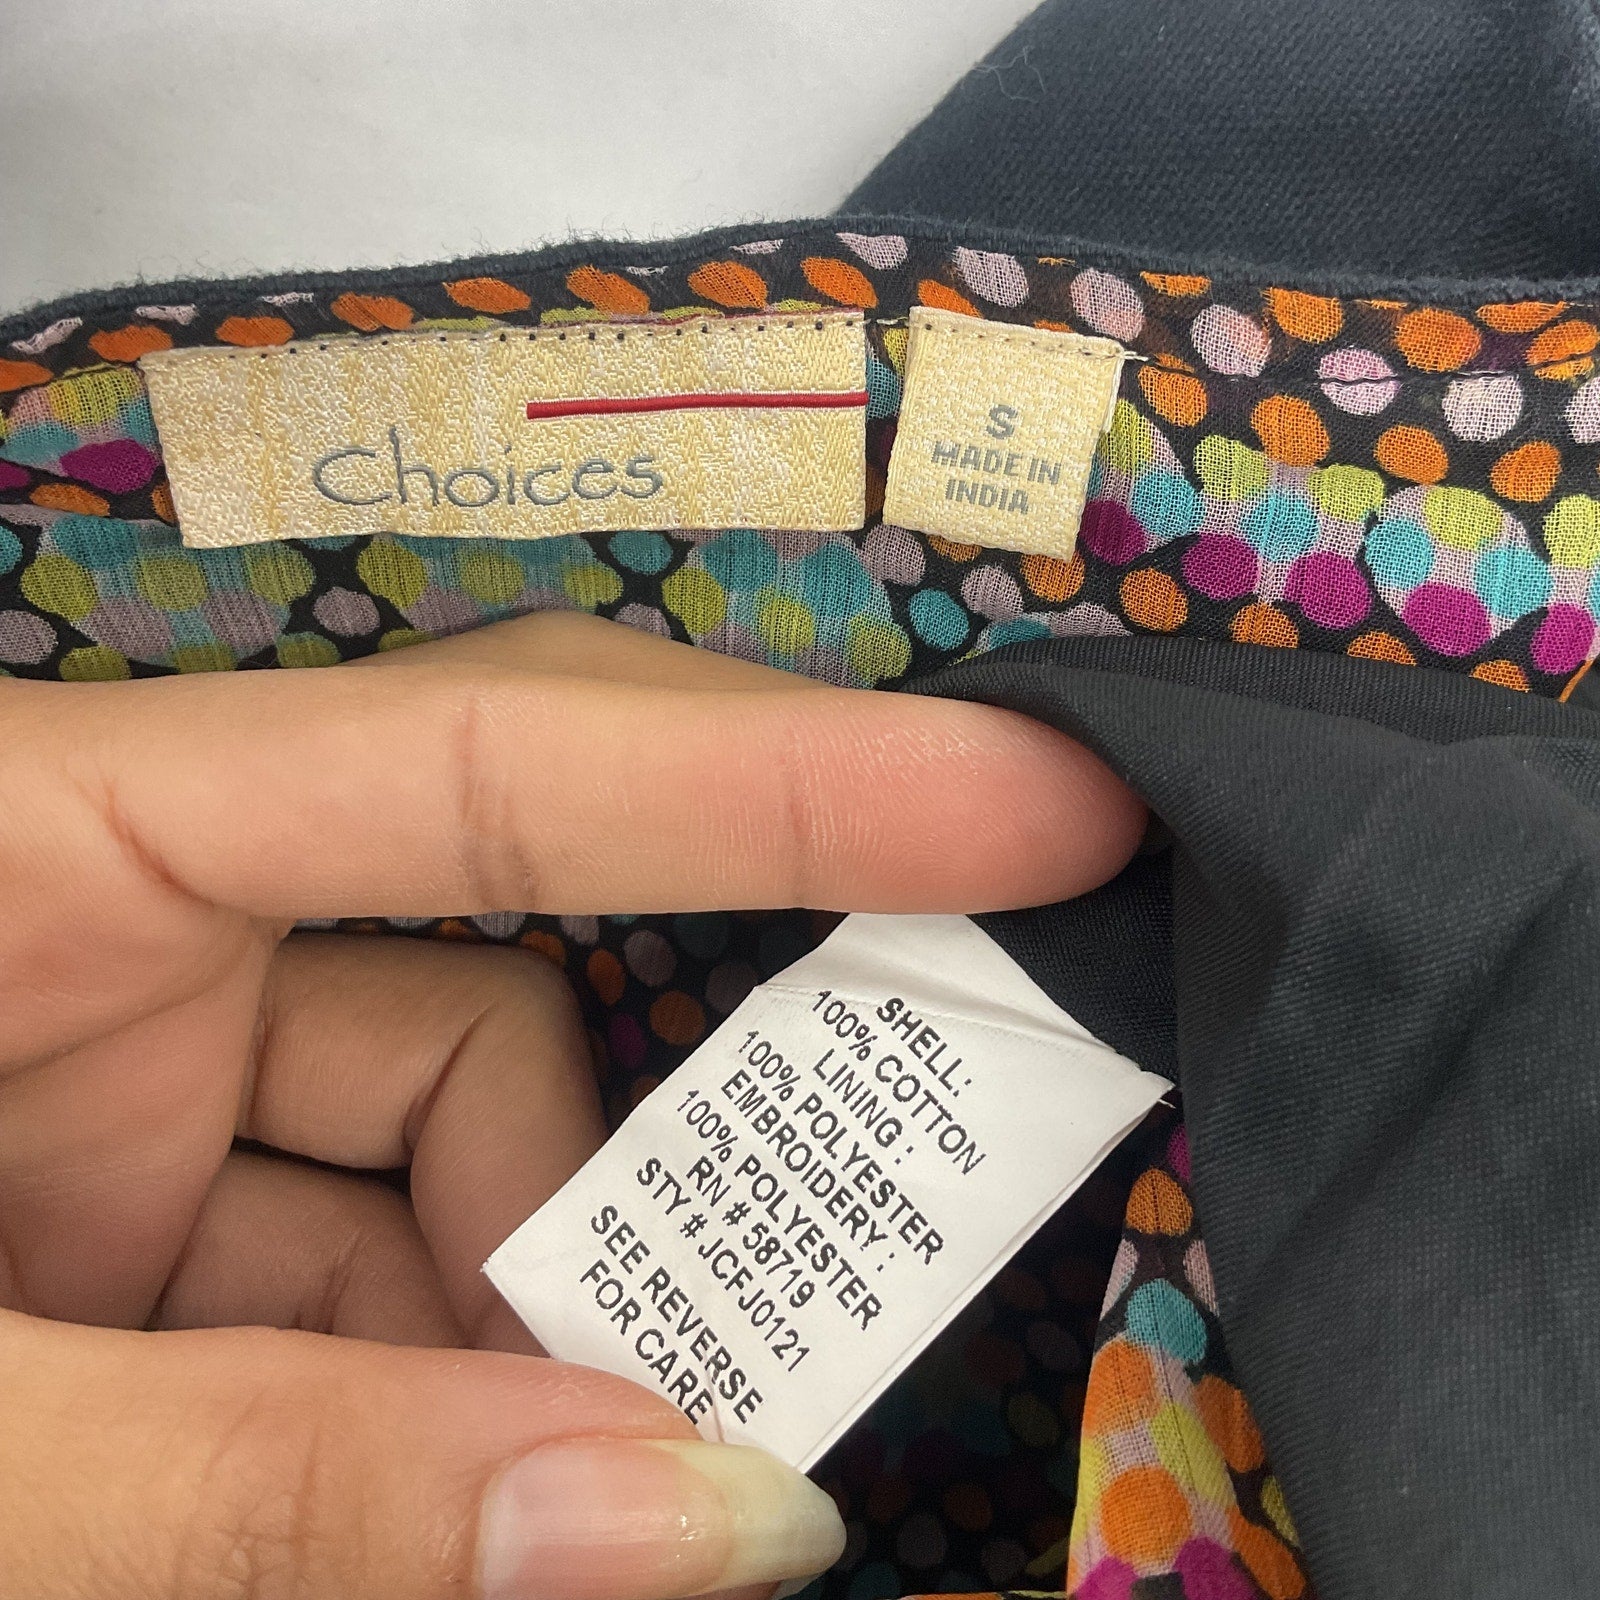 Choices
S
MADE IN
INDIA
SHELL:
100% COTTON
LINING :
100% POLYESTER
EMBROIDERY :
100% POLYESTER
RN # 58719
STY # JCFJ0121
SEE REVERSE
FOR CARE